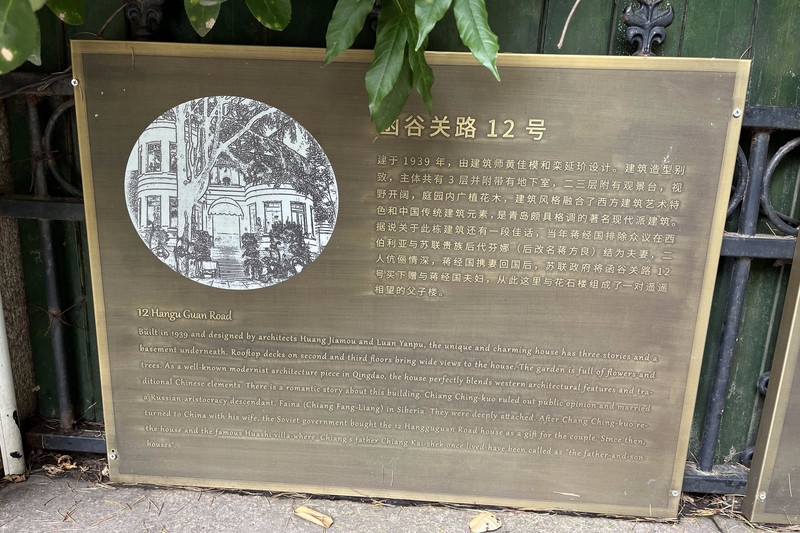 函谷关路 12 号
建于 1939 年，由建筑师黄佳模和栾延玠设计。建筑造型别
致，主体共有 3 层并附带有地下室，二三层附有观景台，视
野开阔，庭园内广植花木，建筑风格融合了西方建筑艺术特
色和中国传统建筑元素，是青岛颇具格调的著名现代派建筑。
据说关于此栋建筑还有一段佳话，当年蒋经国排除众议在西
伯利亚与苏联贵族后代芬娜（后改名蒋方良）结为夫妻，二
人伉俪情深，蒋经国携妻回国后，苏联政府将函谷关路 12
号买下赠与蒋经国夫妇，从此这里与花石楼组成了一对遥遥
相望的父子楼。
12 Hangu Guan Road
Built in 1939 and designed by architects Huang Jiamou and Luan Yanpu, the unique and charming house has three stories and a
basement underneath. Rooftop decks on second and third floors bring wide views to the house. The garden is full of flowers and
trees. As a well-known modernist architecture piece in Qingdao, the house perfectly blends western architectural features and tra-
ditional Chinese elements. There is a romantic story about this building. Chiang Ching-kuo ruled out public opinion and married
a Russian aristocracy descendant, Faina (Chiang Fang-Liang) in Siberia. They were deeply attached. After Chang Ching-kuo re-
turned to China with his wife, the Soviet government bought the 12 Hangguguan Road house as a gift for the couple. Since then,
the house and the famous Huashi villa where Chiang's father Chiang Kai-shek once lived have been called as "the father-and-son
houses".